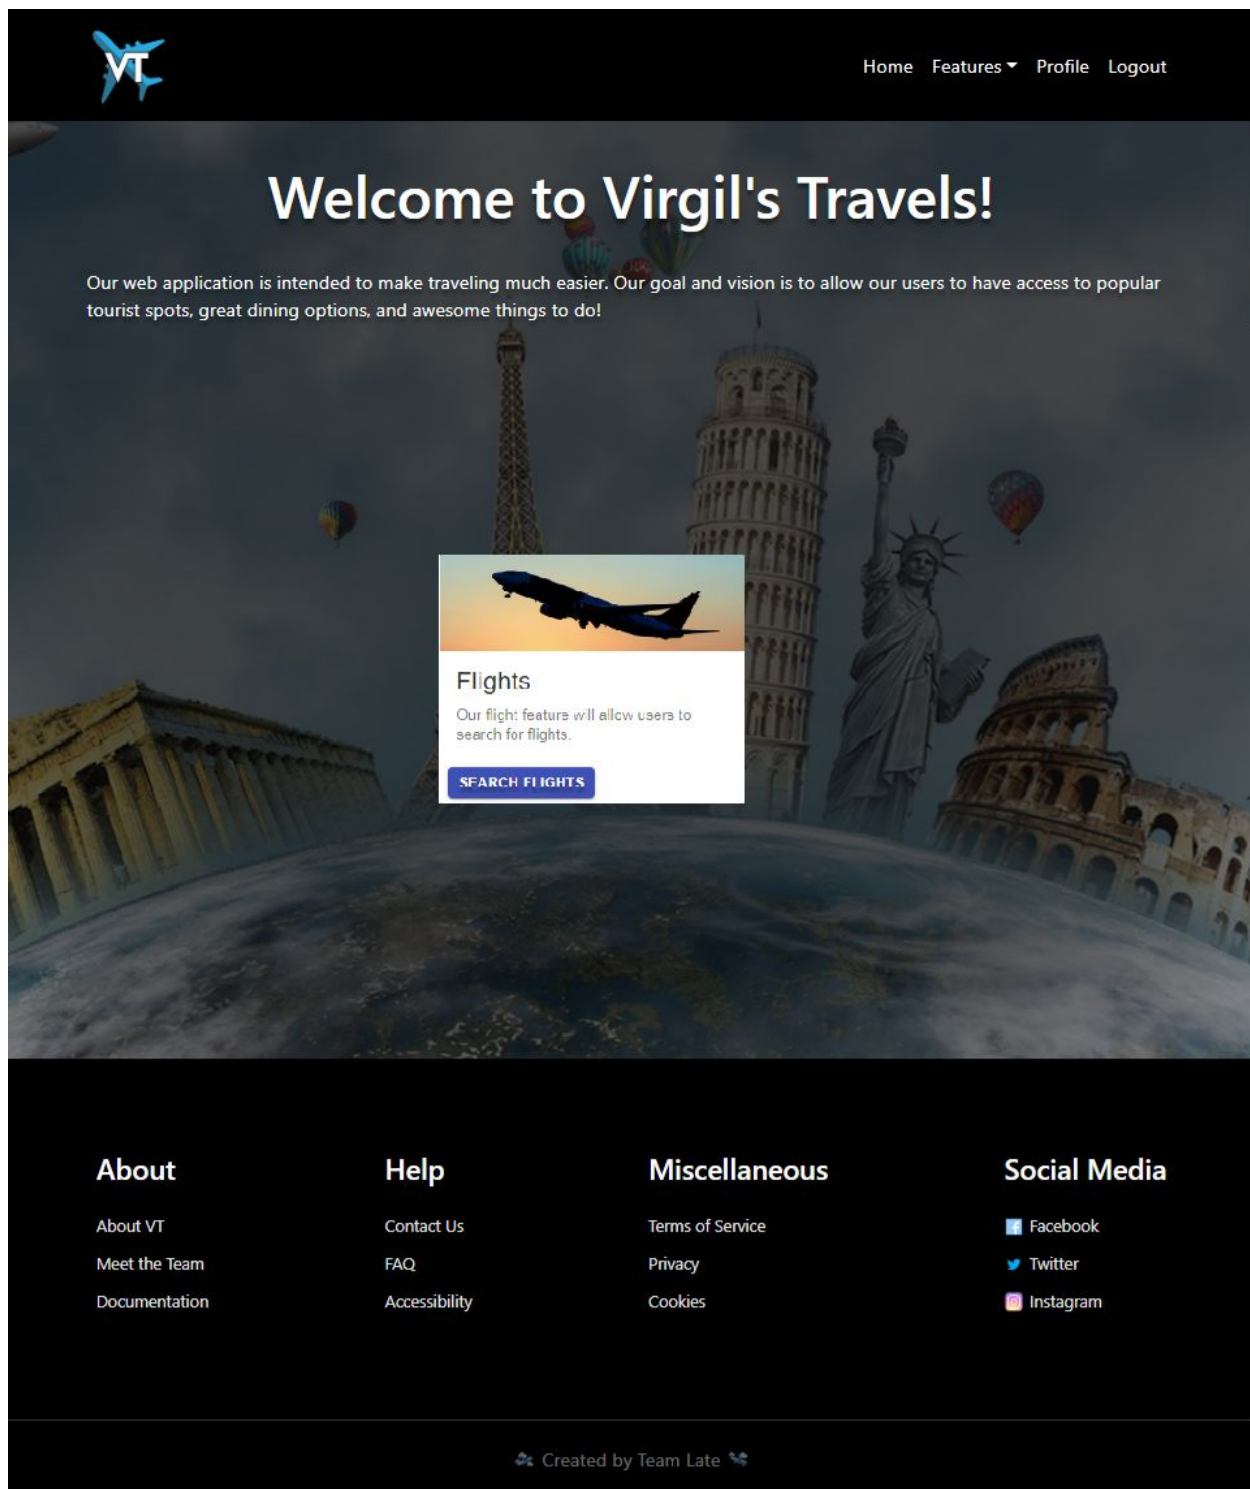 VT
Home Features Profile Logout
Welcome to Virgil's Travels!
Our web application is intended to make traveling much easier. Our goal and vision is to allow our users to have access to popular
tourist spots, great dining options, and awesome things to do!
Flights
Our flight feature will allow users to
search for flights.
SEARCH FLIGHTS
About Help Miscellaneous Social Media
About VT Contact Us Terms of Service Facebook
Meet the Team FAQ Privacy Twitter
Documentation Accessibility Cookies Instagram
Created by Team Late